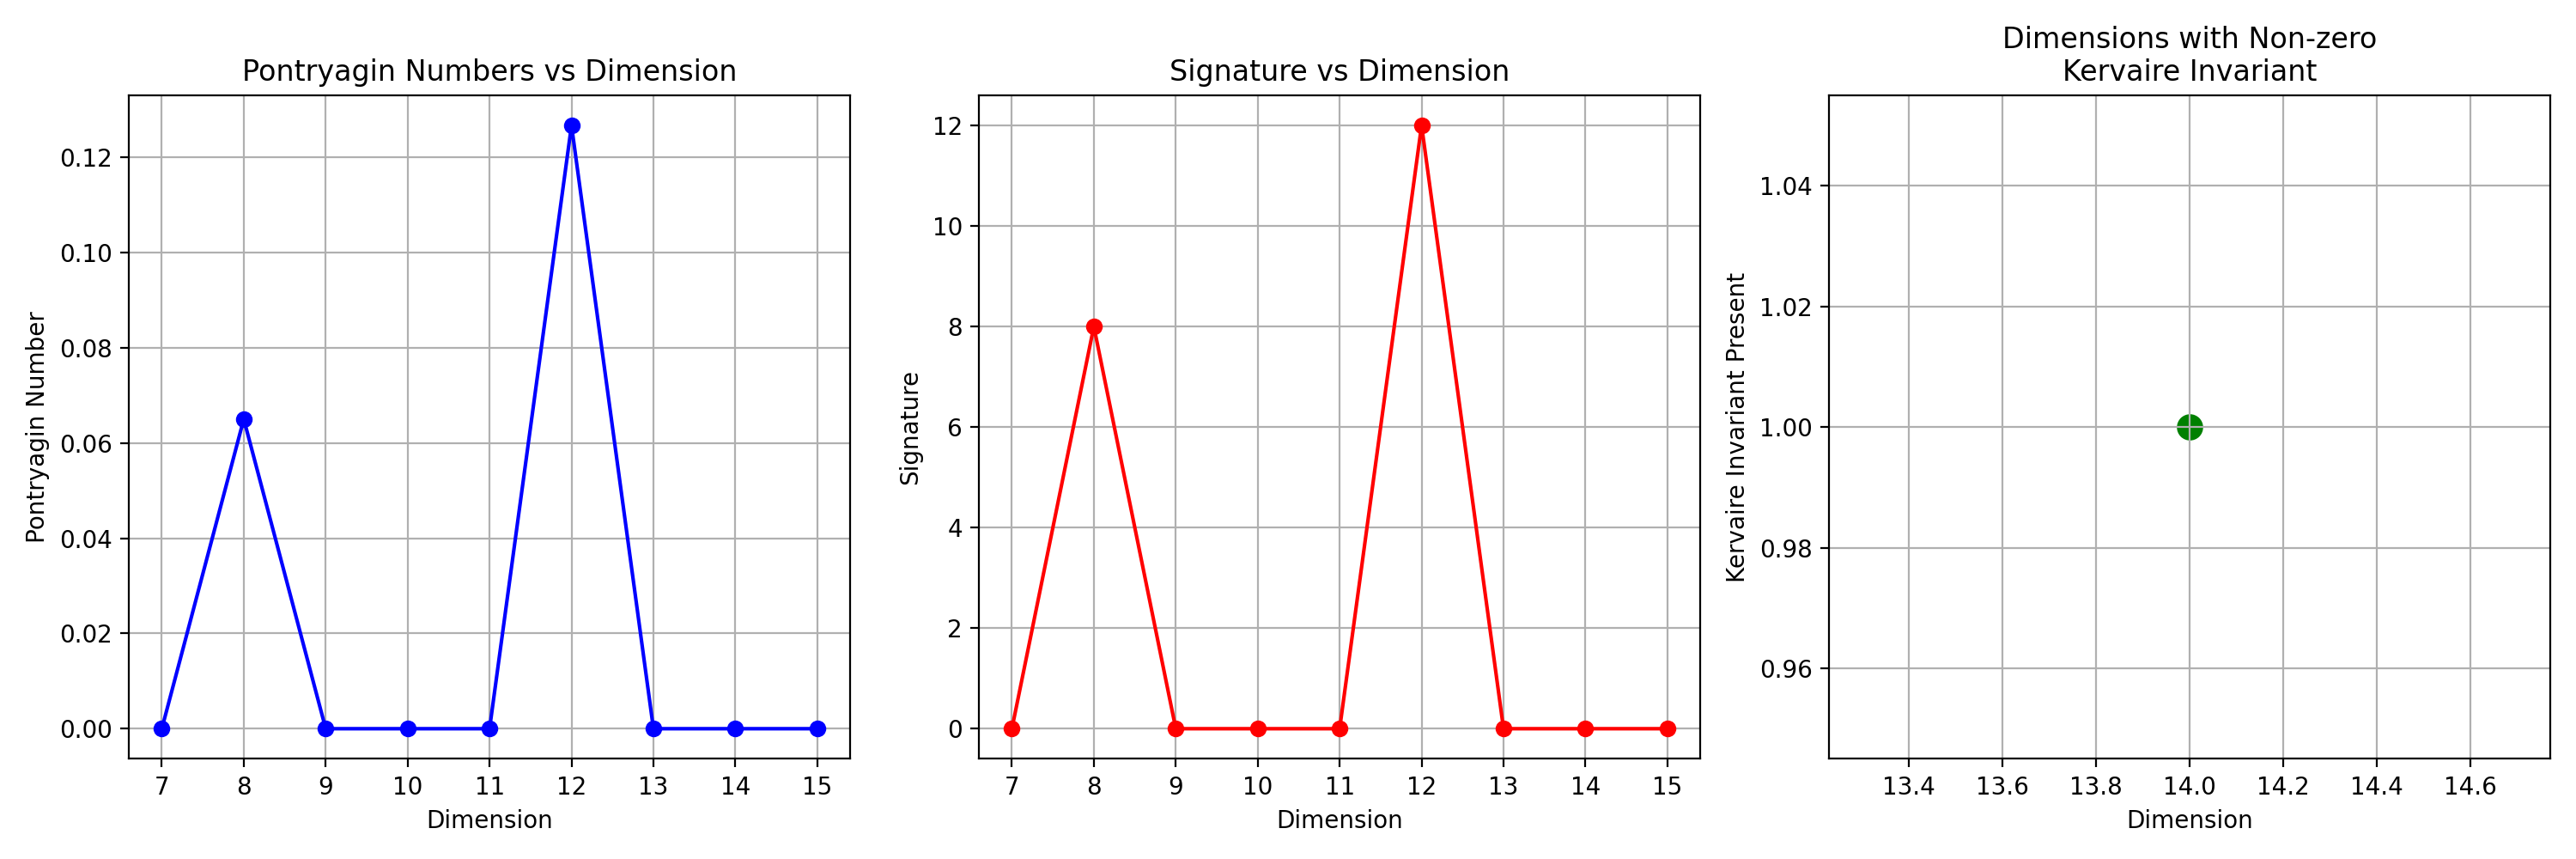 Pontryagin Numbers vs Dimension
Pontryagin Number
0.12
0.10
0.08
0.06
0.04
0.02
0.00
7 8 9 10 11 12 13 14 15
Dimension
Signature vs Dimension
Signature
12
10
8
6
4
2
0
7 8 9 10 11 12 13 14 15
Dimension
Dimensions with Non-zero
Kervaire Invariant
Kervaire Invariant Present
1.04
1.02
1.00
0.98
0.96
13.4 13.6 13.8 14.0 14.2 14.4 14.6
Dimension